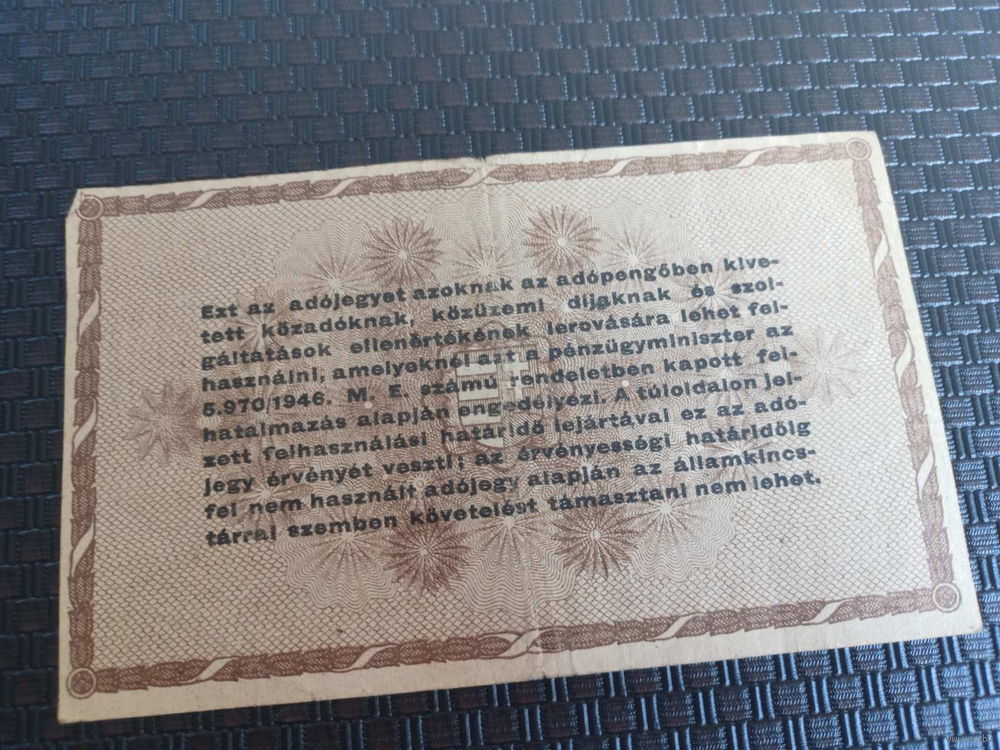 Ezt az adójegyet azoknak az adópengőben kive-
tett közadóknak, közüzemi díjaknak és szol-
gáltatások ellenértékének lerovására lehet fel-
használni, amelyeknél azt a pénzügyminiszter az
5.970/1946. M. E. számú rendeletben kapott fel-
hatalmazás alapján engedélyezi. A túloldalon jel-
zett felhasználási határidő lejártával ez az adó-
jegy érvényét veszti; az érvényességi határidőig
fel nem használt adójegy alapján az államkincs-
tárral szemben követelést támasztani nem lehet.